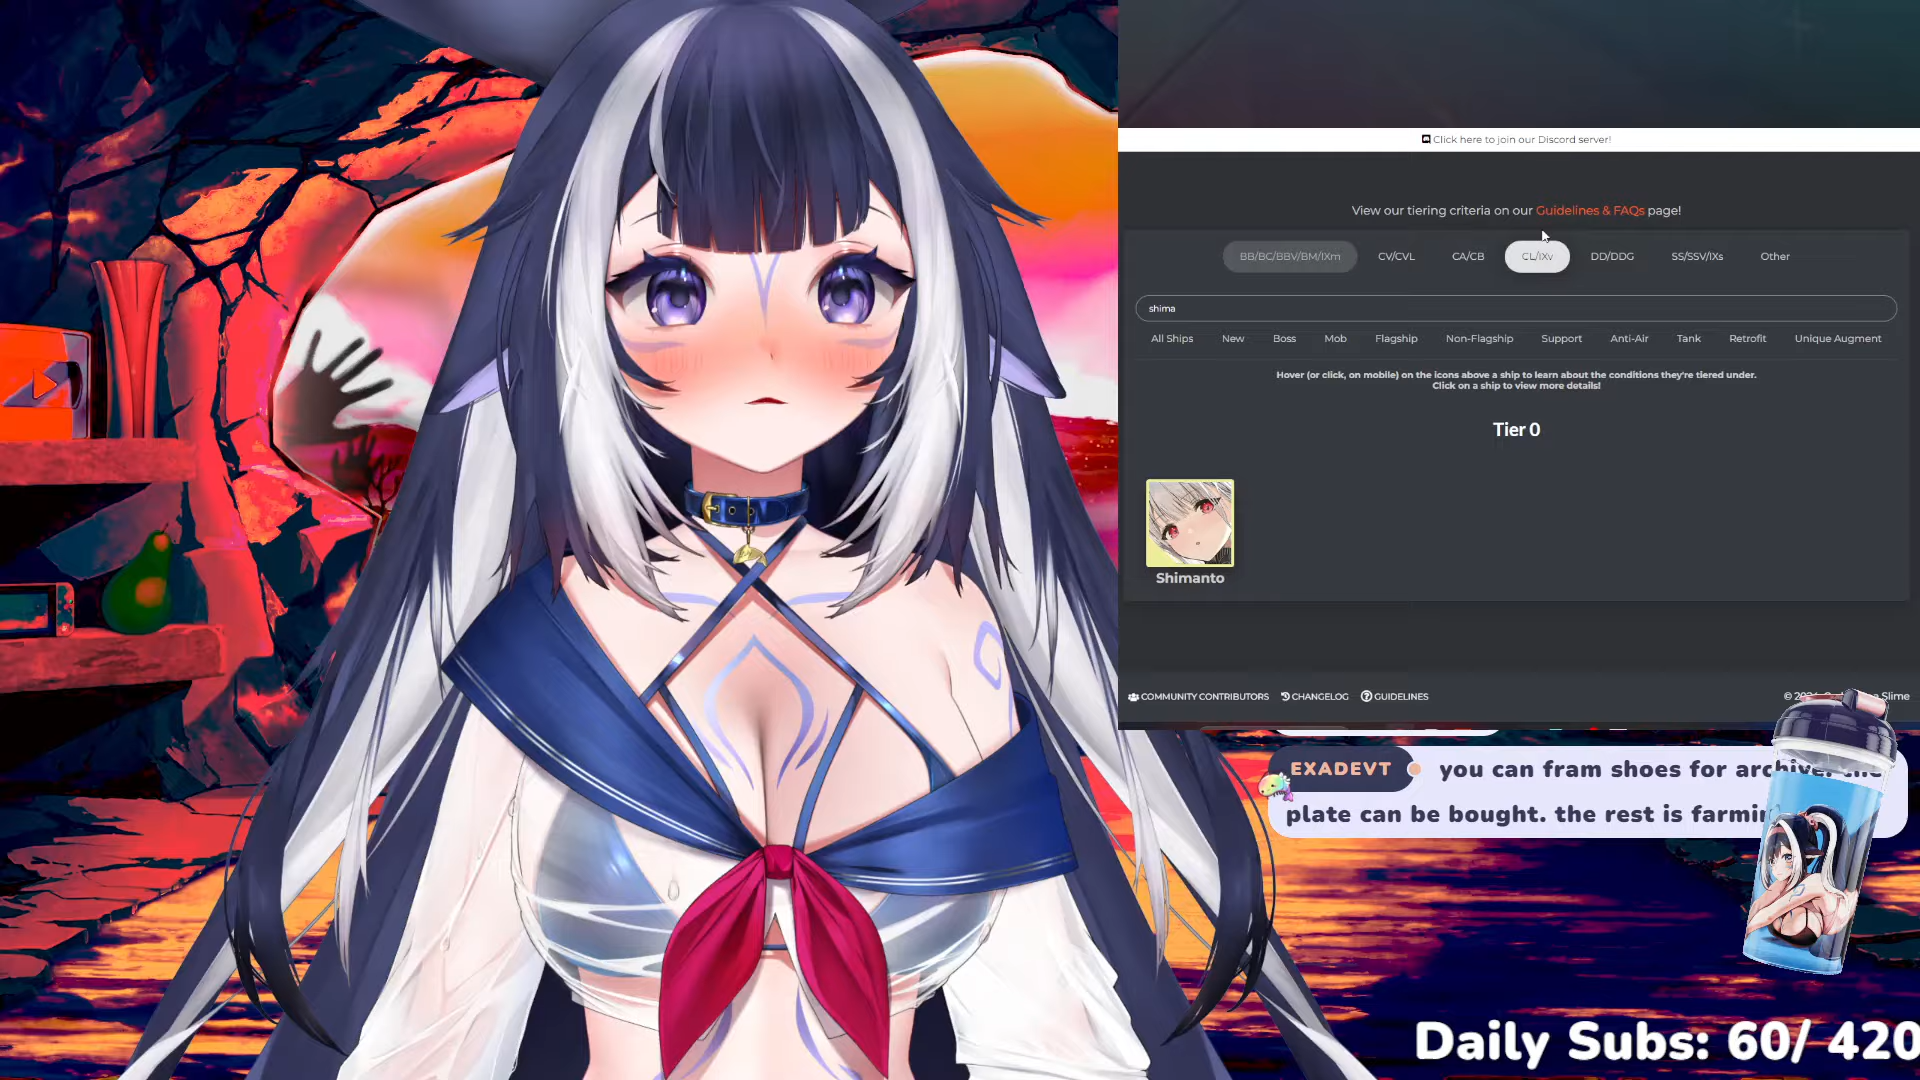 Click here to join our Discord server!
View our tiering criteria on our Guidelines & FAQs page!
BB/BC/BBV/BM/IXm CV/CVL CA/CB CL/IXv DD/DDG SS/SSV/IXs Other
shima
All Ships New Boss Mob Flagship Non-Flagship Support Anti-Air Tank Retrofit Unique Augment
Hover (or click, on mobile) on the icons above a ship to learn about the conditions they're tiered under.
Click on a ship to view more details!
Tier 0
Shimanto
COMMUNITY CONTRIBUTORS CHANGELOG GUIDELINES
Slime
EXADEVT you can fram shoes for archive. the
plate can be bought. the rest is
Daily Subs: 60/ 420